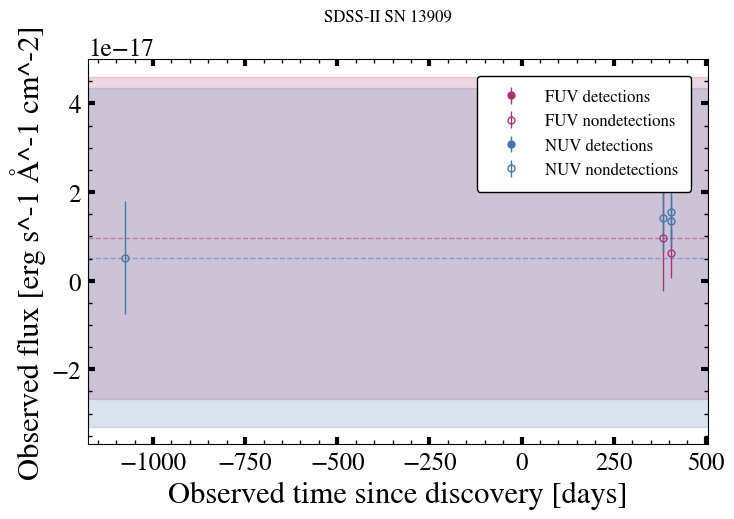 SDSS-II SN 13909
1e−17
Observed flux [erg s^-1 Å^-1 cm^-2]
4
2
0
−2
FUV detections
FUV nondetections
NUV detections
NUV nondetections
−1000 −750 −500 −250 0 250 500
Observed time since discovery [days]